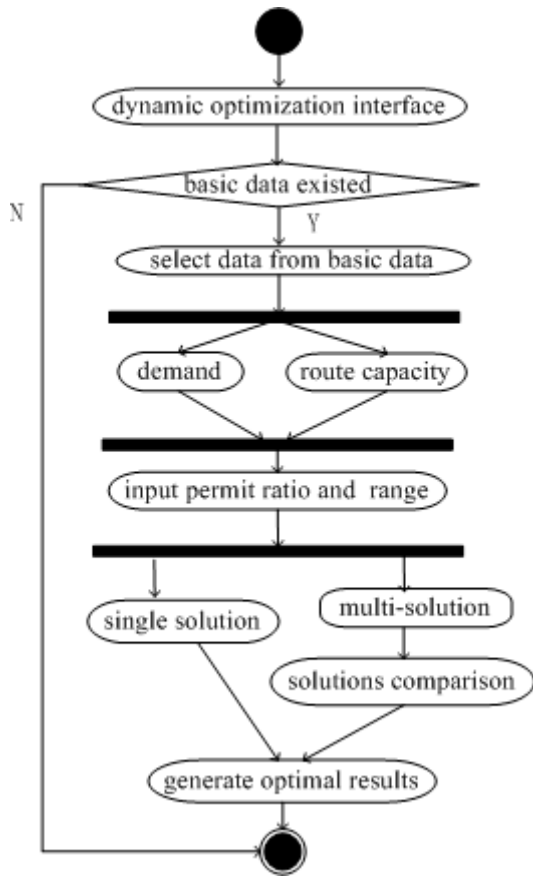 dynamic optimization interface
basic data existed
N
Y
select data from basic data
demand
route capacity
input permit ratio and range
single solution
multi-solution
solutions comparison
generate optimal results